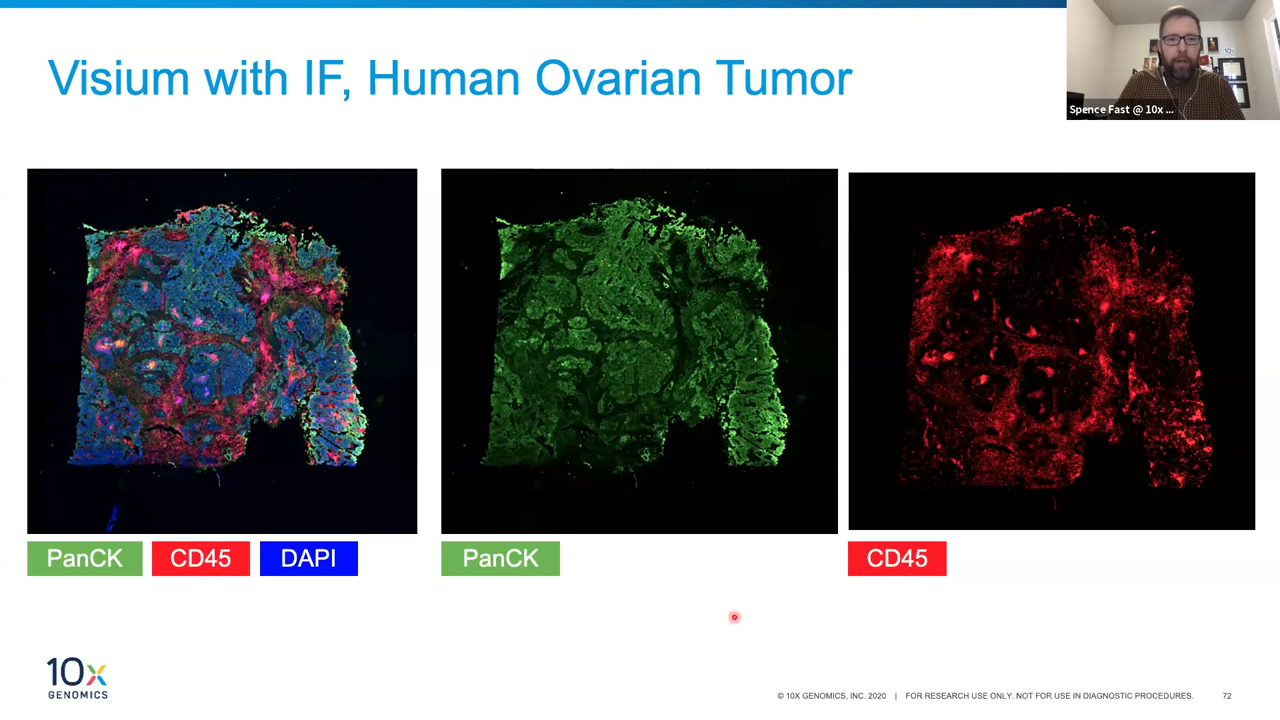 Visium with IF, Human Ovarian Tumor
Spence Fast @ 10x ...
PanCK
CD45
DAPI
PanCK
CD45
10x
GENOMICS
© 10X GENOMICS, INC. 2020 | FOR RESEARCH USE ONLY. NOT FOR USE IN DIAGNOSTIC PROCEDURES. 72